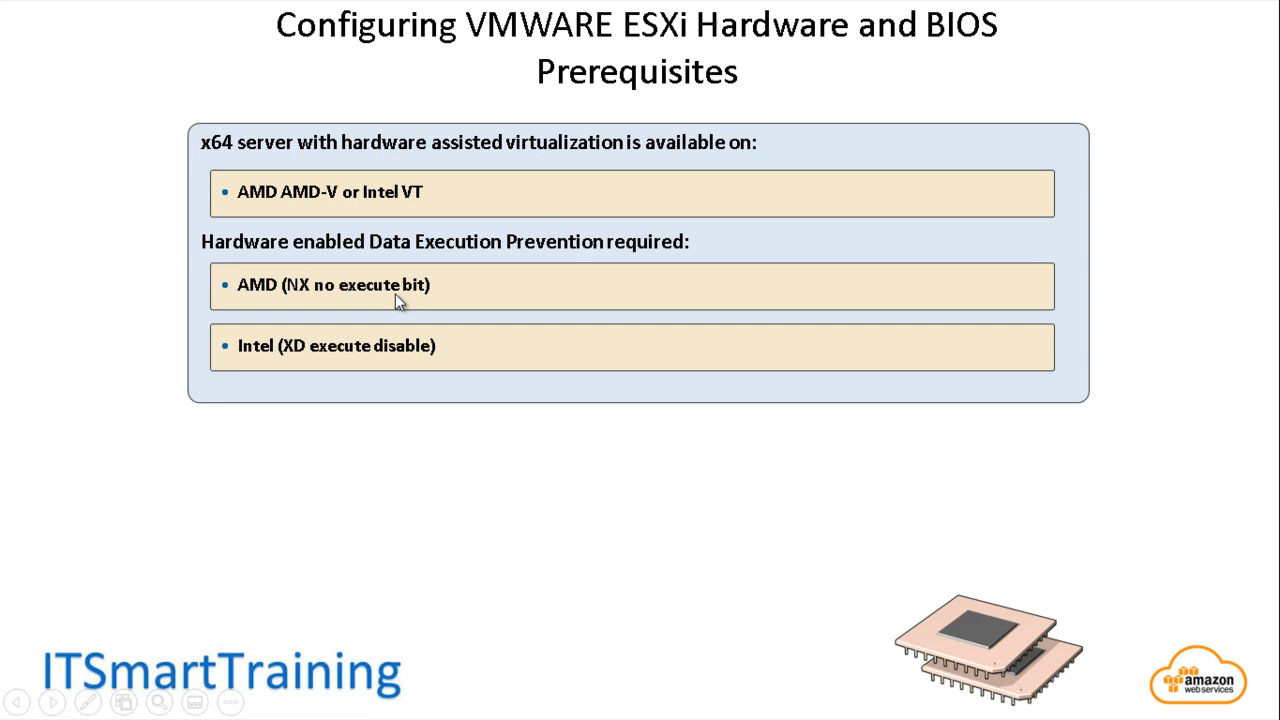 Configuring VMWARE ESXi Hardware and BIOS
Prerequisites
x64 server with hardware assisted virtualization is available on:
• AMD AMD-V or Intel VT
Hardware enabled Data Execution Prevention required:
• AMD (NX no execute bit)
• Intel (XD execute disable)
ITSmartTraining
amazon
web services